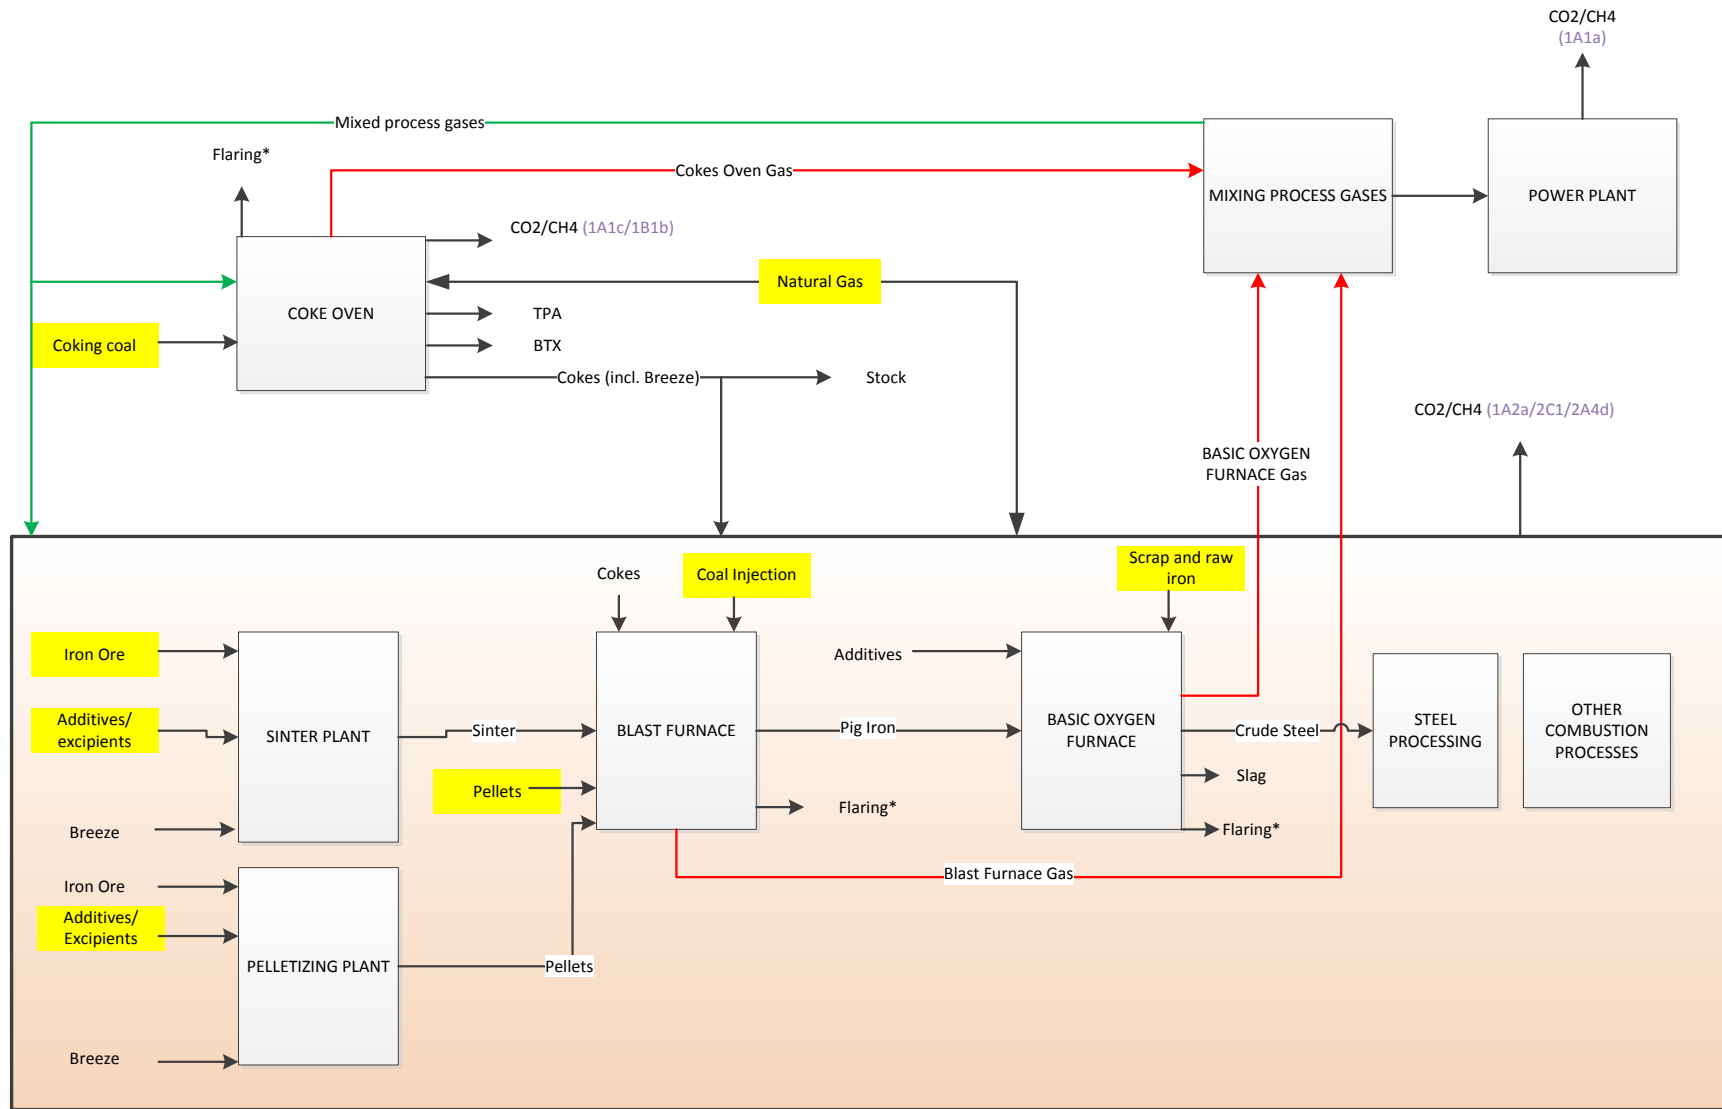 CO2/CH4
(1A1a)
Mixed process gases
Flaring*
Cokes Oven Gas
MIXING PROCESS GASES
POWER PLANT
CO2/CH4 (1A1c/1B1b)
Natural Gas
COKE OVEN
TPA
Coking coal
BTX
Cokes (incl. Breeze)
Stock
CO2/CH4 (1A2a/2C1/2A4d)
BASIC OXYGEN
FURNACE Gas
Cokes
Coal Injection
Scrap and raw
iron
Iron Ore
Additives
Additives/
excipients
SINTER PLANT
Sinter
BLAST FURNACE
Pig Iron
BASIC OXYGEN
FURNACE
Crude Steel
STEEL
PROCESSING
OTHER
COMBUSTION
PROCESSES
Pellets
Slag
Flaring*
Breeze
Flaring*
Iron Ore
Blast Furnace Gas
Additives/
Excipients
PELLETIZING PLANT
Pellets
Breeze